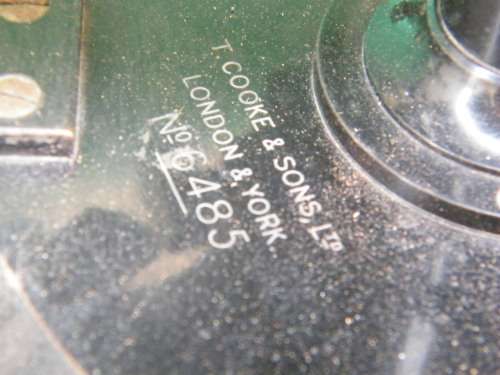 T. COOKE & SONS, LTD
LONDON & YORK.
No 6485